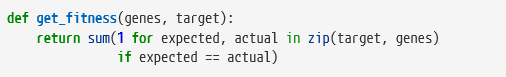 def get_fitness(genes, target):
    return sum(1 for expected, actual in zip(target, genes)
               if expected == actual)